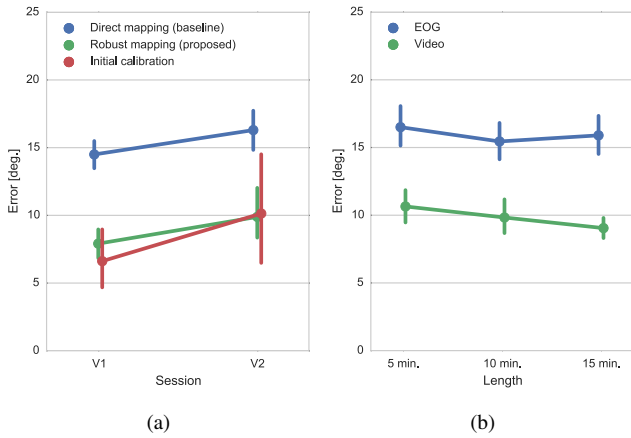 25
20
15
10
5
0
Error [deg.]
Direct mapping (baseline)
Robust mapping (proposed)
Initial calibration
V1
V2
Session
(a)
25
20
15
10
5
0
Error [deg.]
EOG
Video
5 min.
10 min.
15 min.
Length
(b)